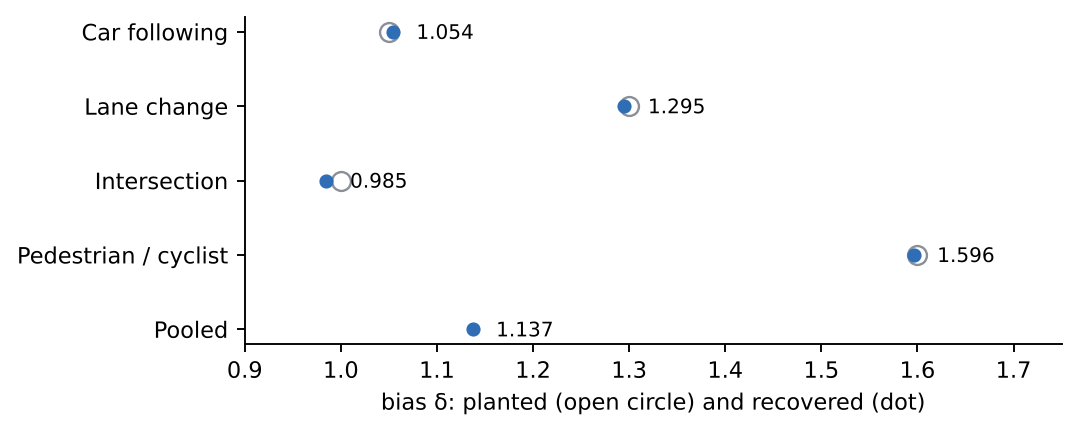 Car following
1.054
Lane change
1.295
Intersection
0.985
Pedestrian / cyclist
1.596
Pooled
1.137
0.9 1.0 1.1 1.2 1.3 1.4 1.5 1.6 1.7
bias δ: planted (open circle) and recovered (dot)